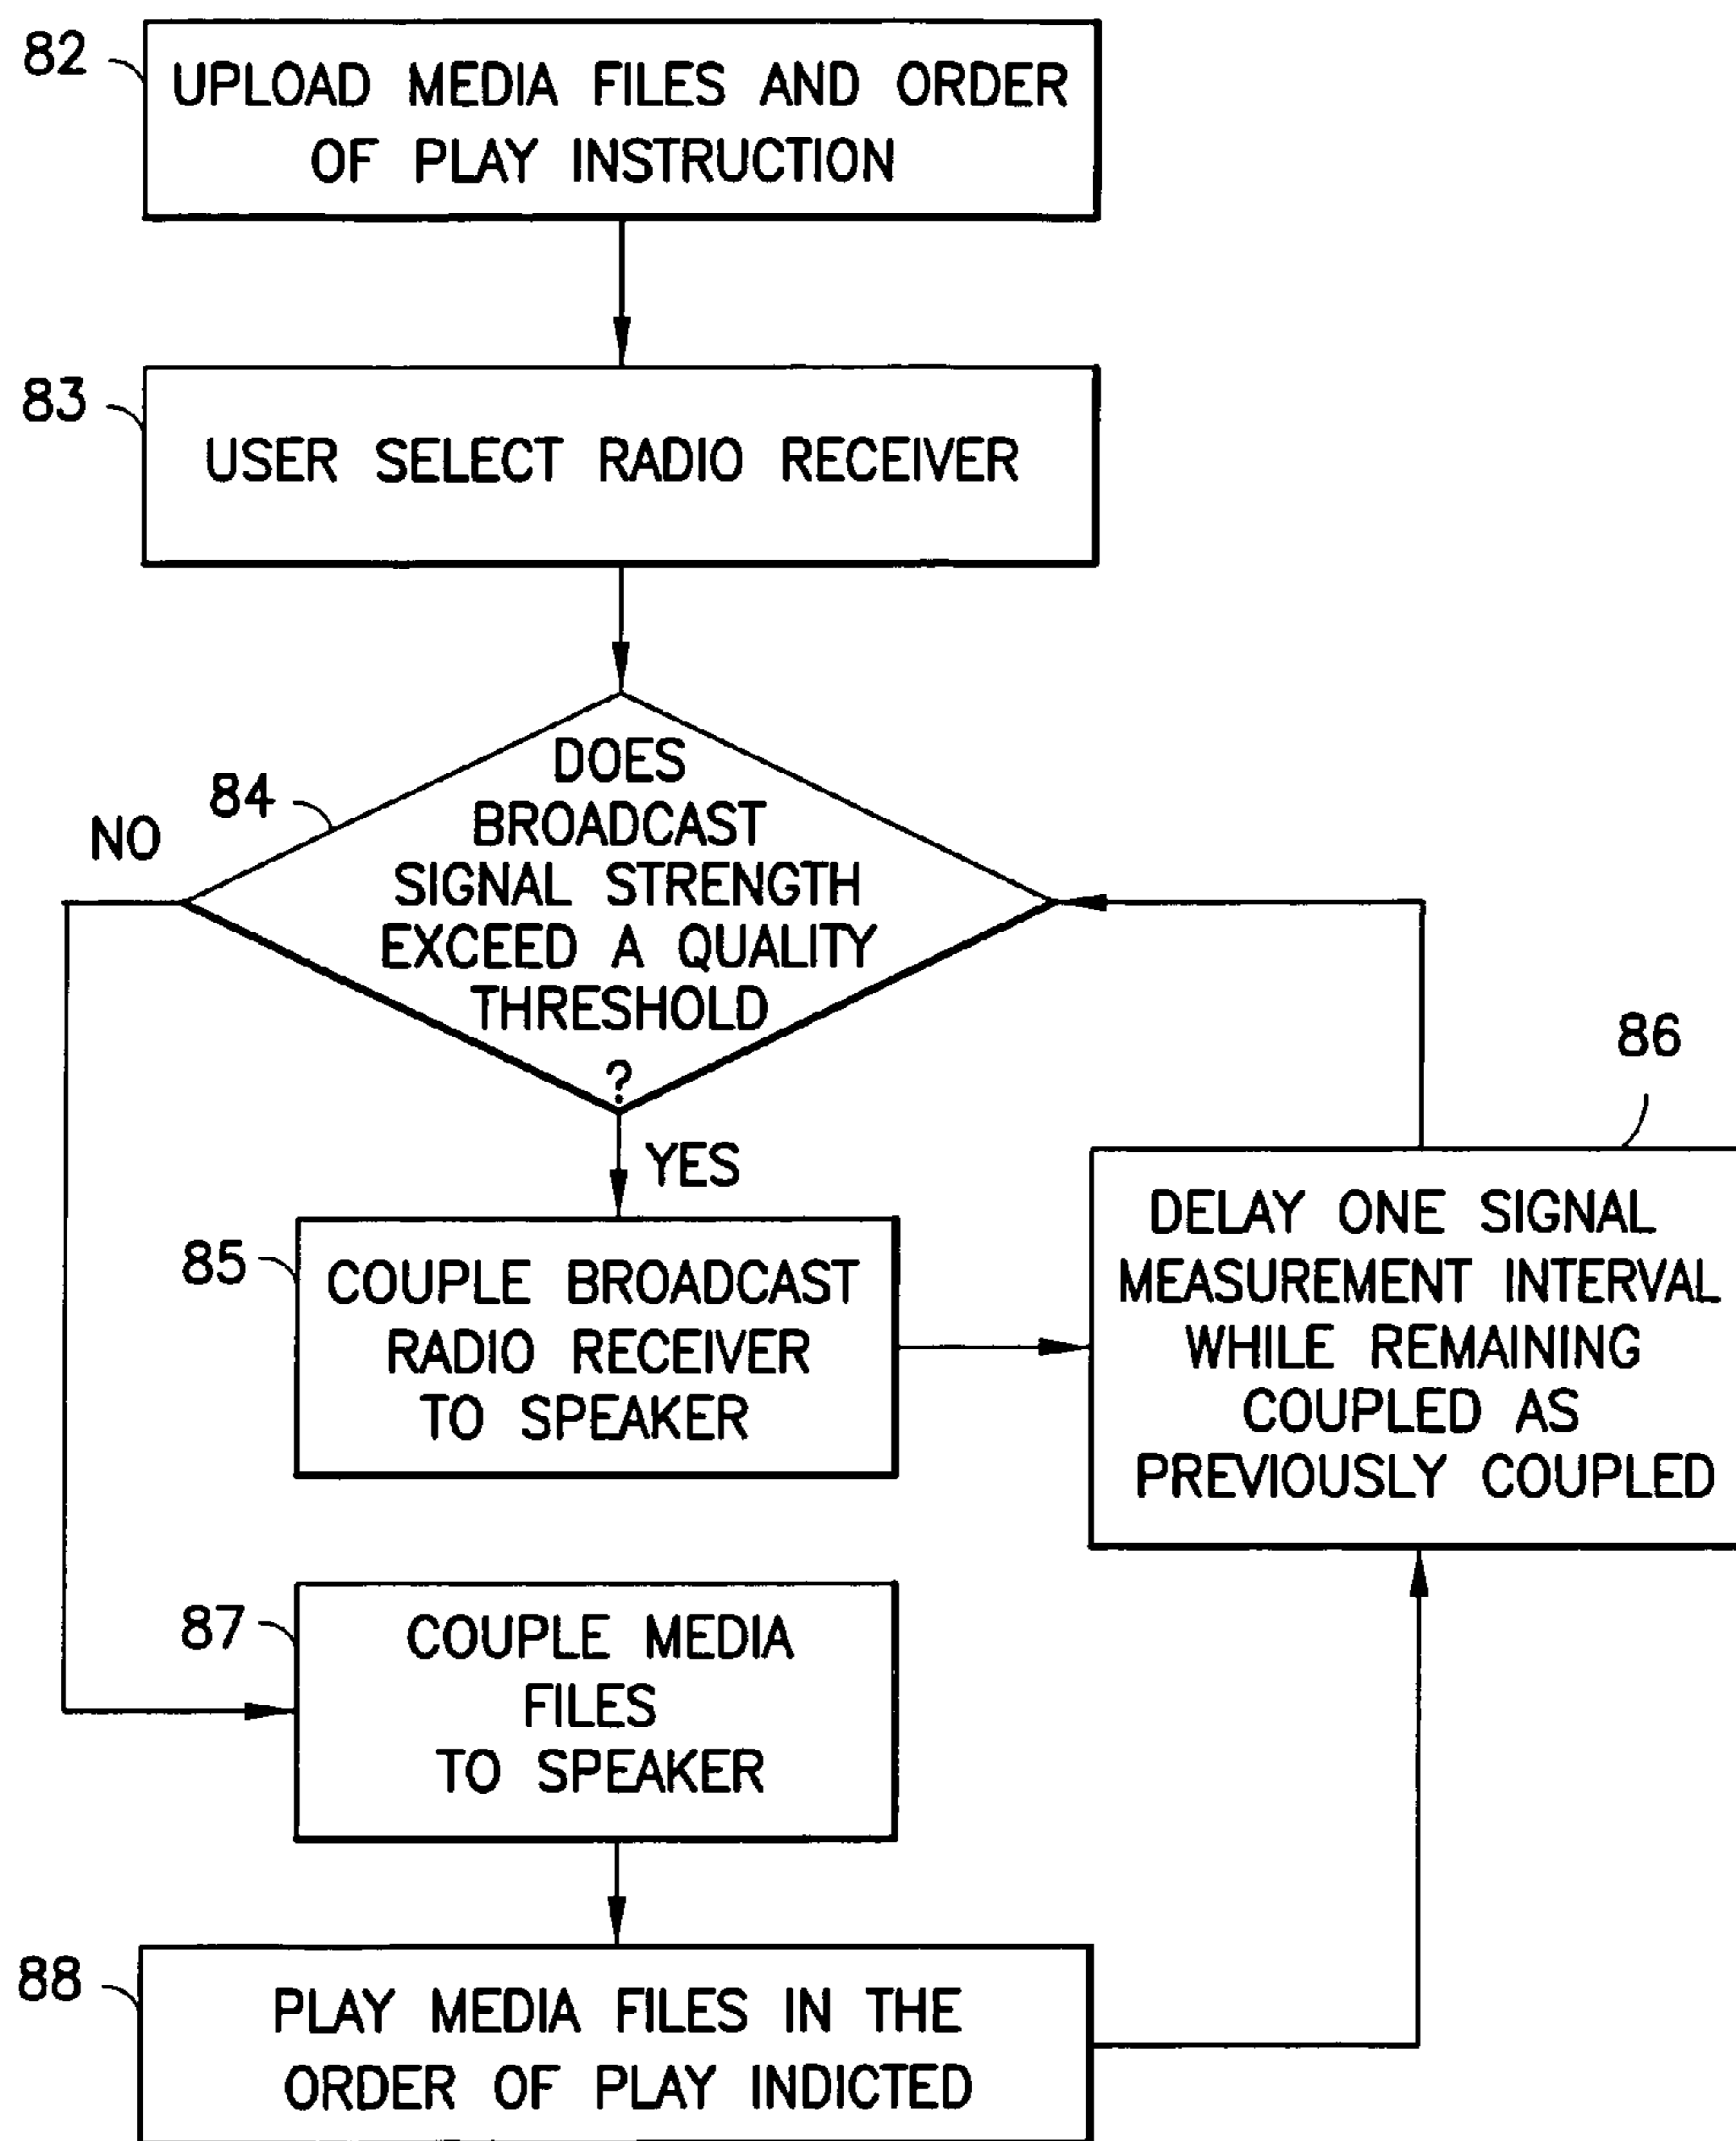 82
UPLOAD MEDIA FILES AND ORDER
OF PLAY INSTRUCTION
83
USER SELECT RADIO RECEIVER
84
NO
DOES
BROADCAST
SIGNAL STRENGTH
EXCEED A QUALITY
THRESHOLD
?
YES
85
COUPLE BROADCAST
RADIO RECEIVER
TO SPEAKER
86
DELAY ONE SIGNAL
MEASUREMENT INTERVAL
WHILE REMAINING
COUPLED AS
PREVIOUSLY COUPLED
87
COUPLE MEDIA
FILES
TO SPEAKER
88
PLAY MEDIA FILES IN THE
ORDER OF PLAY INDICTED